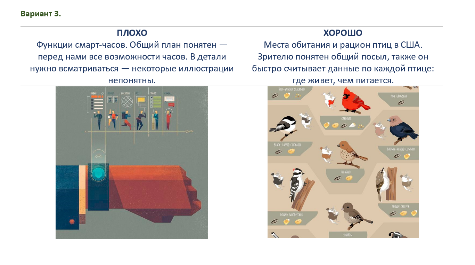 Вариант 3.
ПЛОХО
Функции смарт-часов. Общий план понятен —
перед нами все возможности часов. В детали
нужно всматриваться — некоторые иллюстрации
непонятны.
ХОРОШО
Места обитания и рацион птиц в США.
Зрителю понятен общий посыл, также он
быстро считывает данные по каждой птице:
где живет, чем питается.